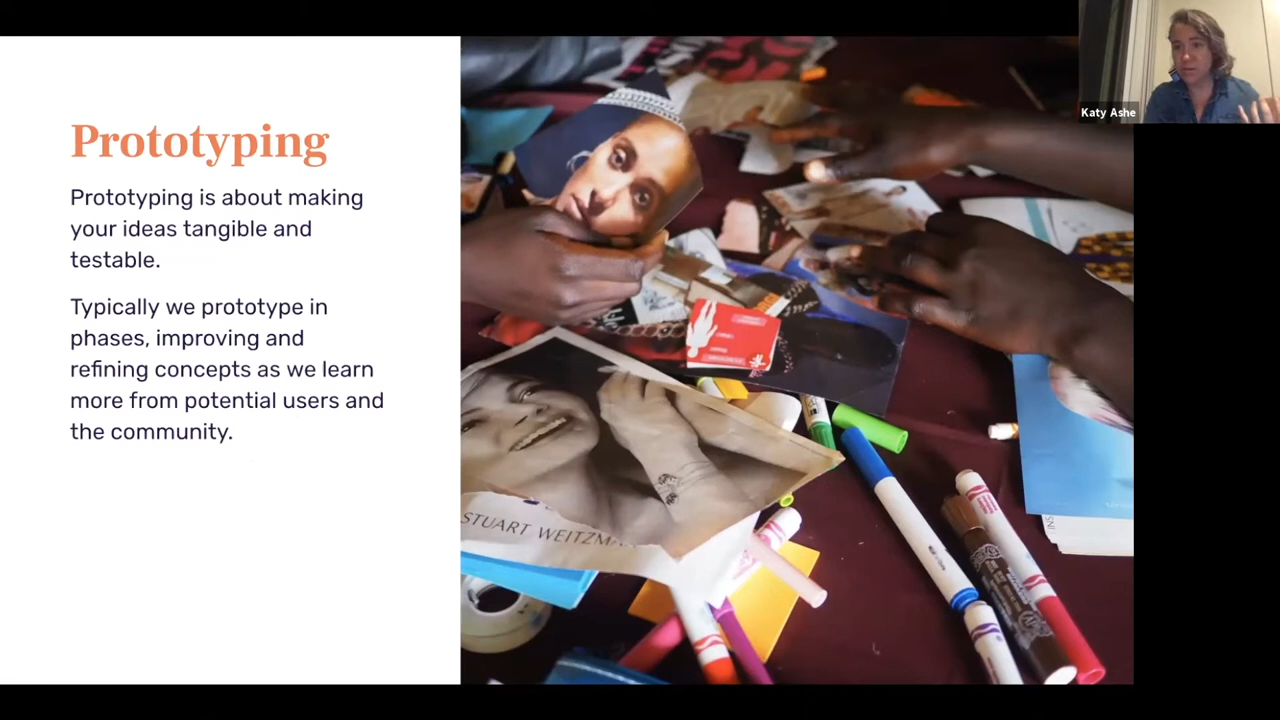 Katy Ashe
Prototyping
Prototyping is about making
your ideas tangible and
testable.
Typically we prototype in
phases, improving and
refining concepts as we learn
more from potential users and
the community.
STUART WEITZM